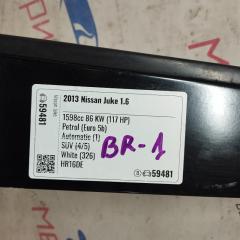 59481
2013 Nissan Juke 1.6
1598cc 86 KW (117 HP)
Petrol (Euro 5b)
Automatic (1)
SUV (4/5)
White (326)
HR16DE
BR-1
59481